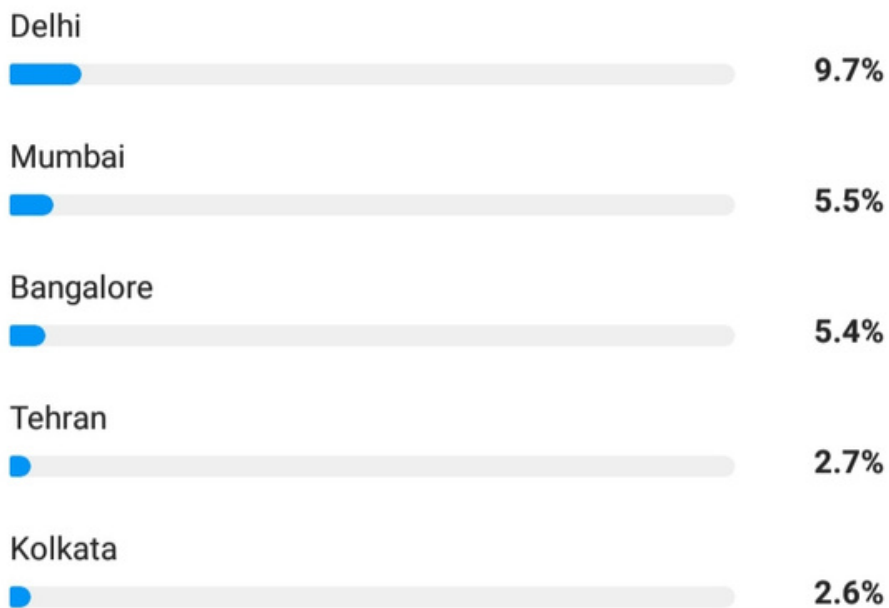 Delhi
9.7%
Mumbai
5.5%
Bangalore
5.4%
Tehran
2.7%
Kolkata
2.6%